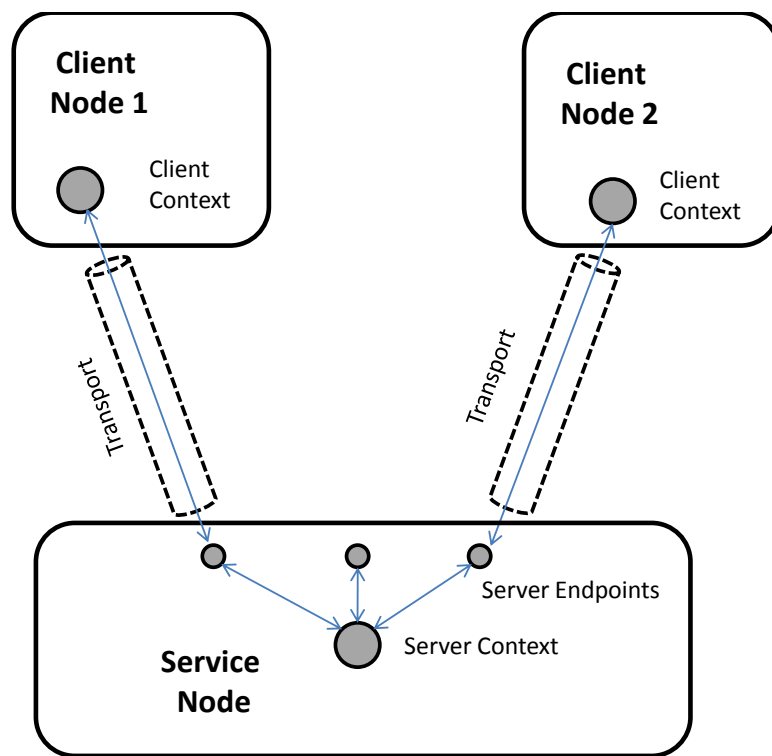 Client
Node 1
Client
Context
Client
Node 2
Client
Context
Transport
Transport
Server Endpoints
Server Context
Service
Node